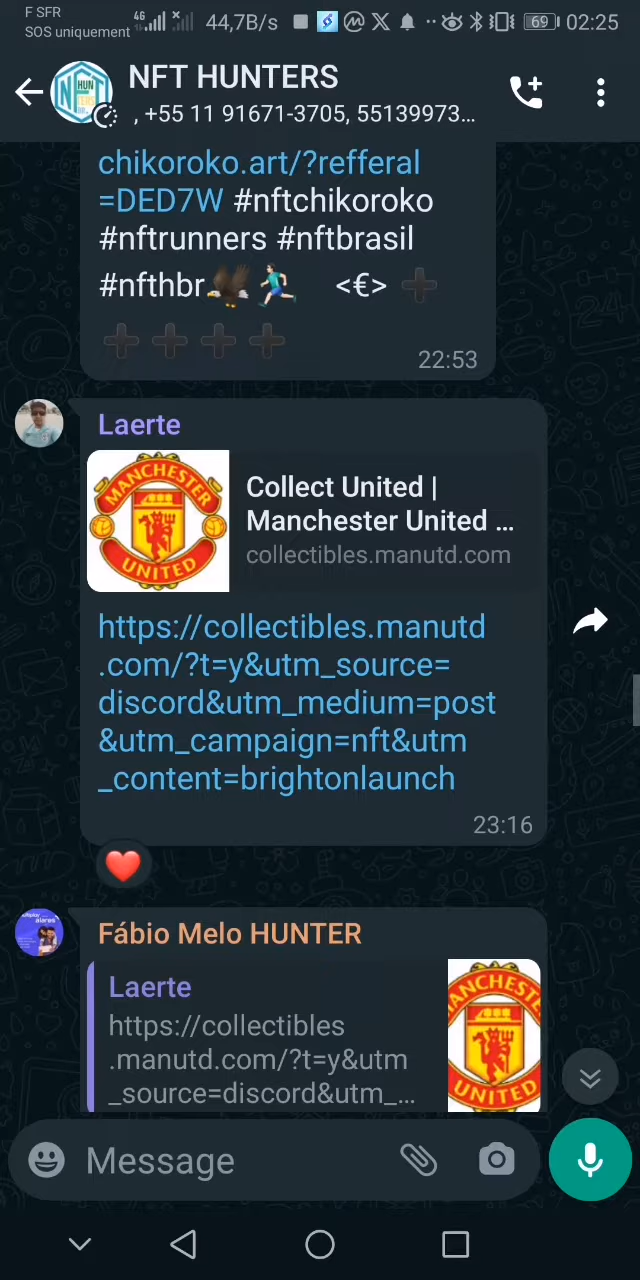 F SFR
SOS uniquement
4G
44,7B/s
69
02:25
NFT HUNTERS
, +55 11 91671-3705, 55139973...
chikoroko.art/?refferal
=DED7W #nftchikoroko
#nftrunners #nftbrasil
#nfthbr🦅🏃🏻‍♂️ <€> ➕
➕➕➕➕
22:53
Laerte
MANCHESTER
UNITED
Collect United |
Manchester United ...
collectibles.manutd.com
https://collectibles.manutd
.com/?t=y&utm_source=
discord&utm_medium=post
&utm_campaign=nft&utm
_content=brightonlaunch
23:16
❤️
Fábio Melo HUNTER
Laerte
https://collectibles
.manutd.com/?t=y&utm
_source=discord&utm_...
ANCHESTE
UNITED
Message